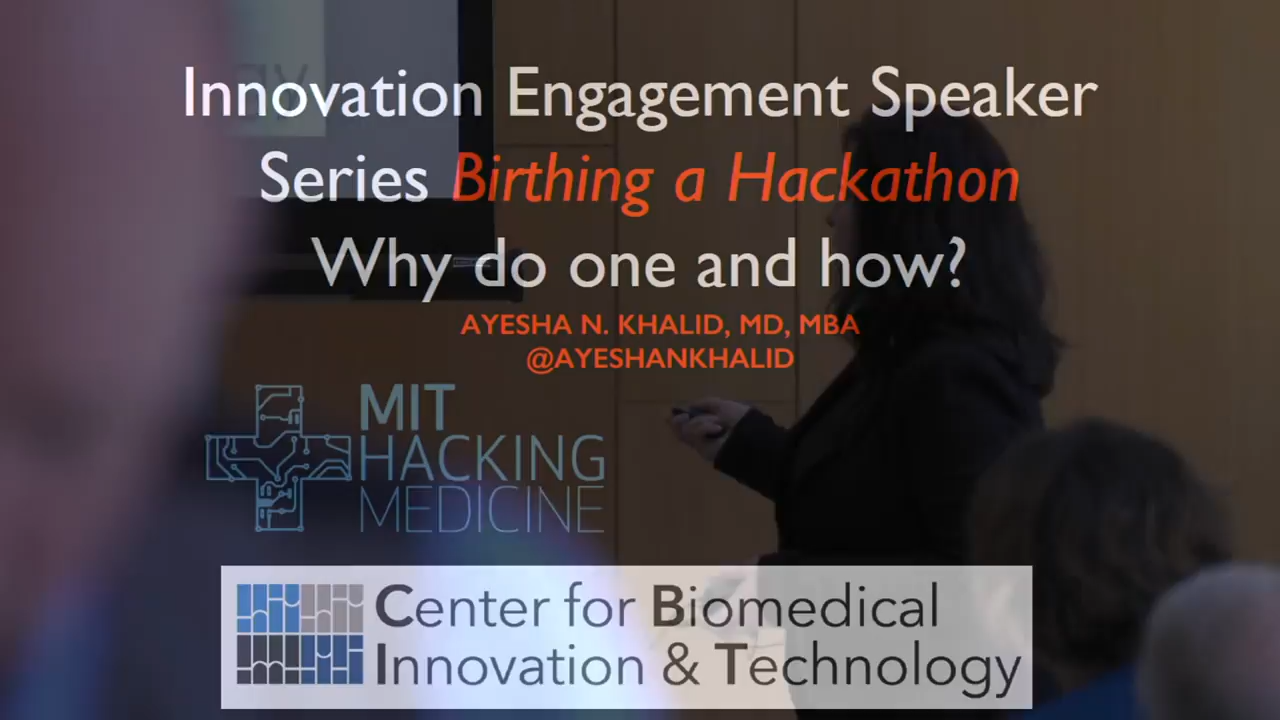 Innovation Engagement Speaker
Series Birthing a Hackathon
Why do one and how?
AYESHA N. KHALID, MD, MBA
@AYESHANKHALID
MIT
HACKING
MEDICINE
Center for Biomedical
Innovation & Technology